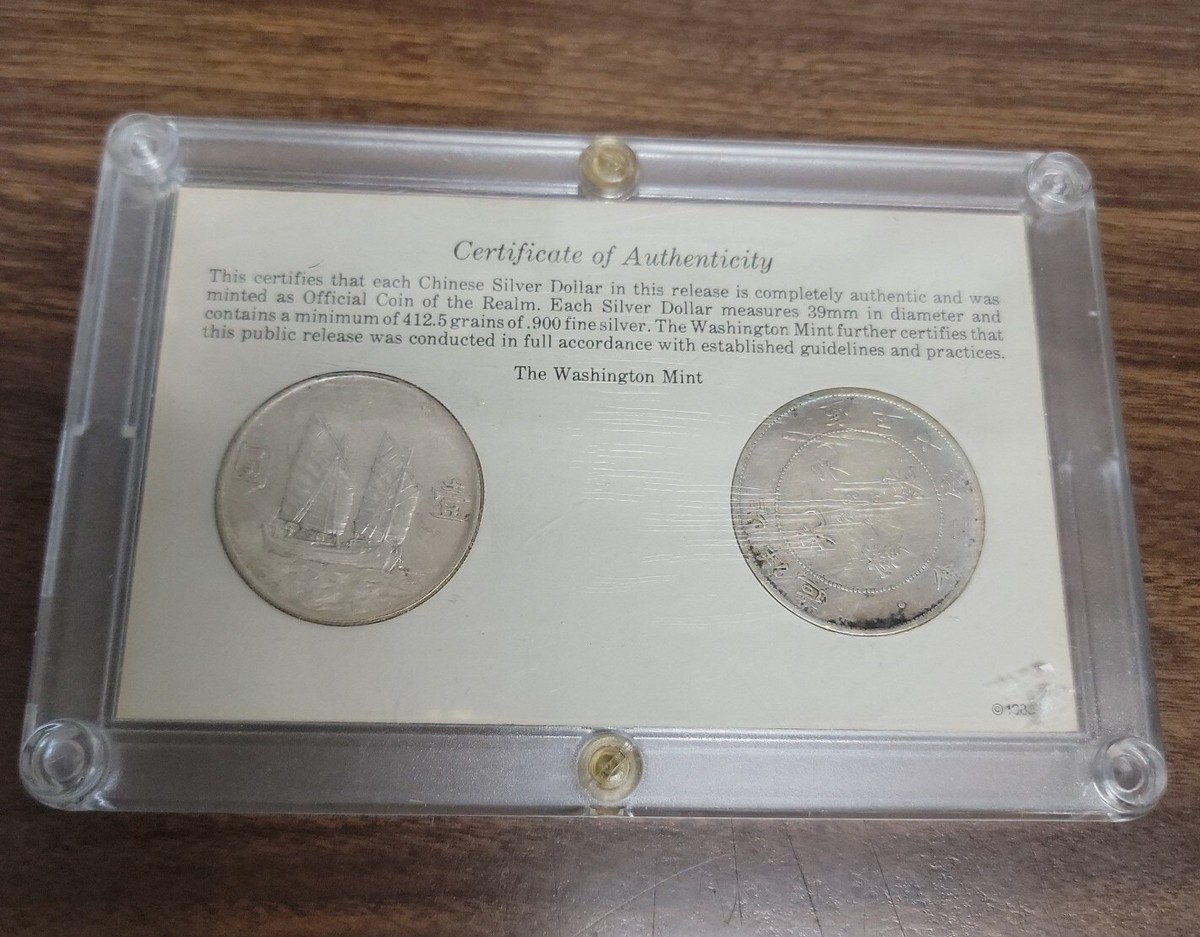 Certificate of Authenticity
This certifies that each Chinese Silver Dollar in this release is completely authentic and was
minted as Official Coin of the Realm. Each Silver Dollar measures 39mm in diameter and
contains a minimum of 412.5 grains of .900 fine silver. The Washington Mint further certifies that
this public release was conducted in full accordance with established guidelines and practices.
The Washington Mint
壹 圓